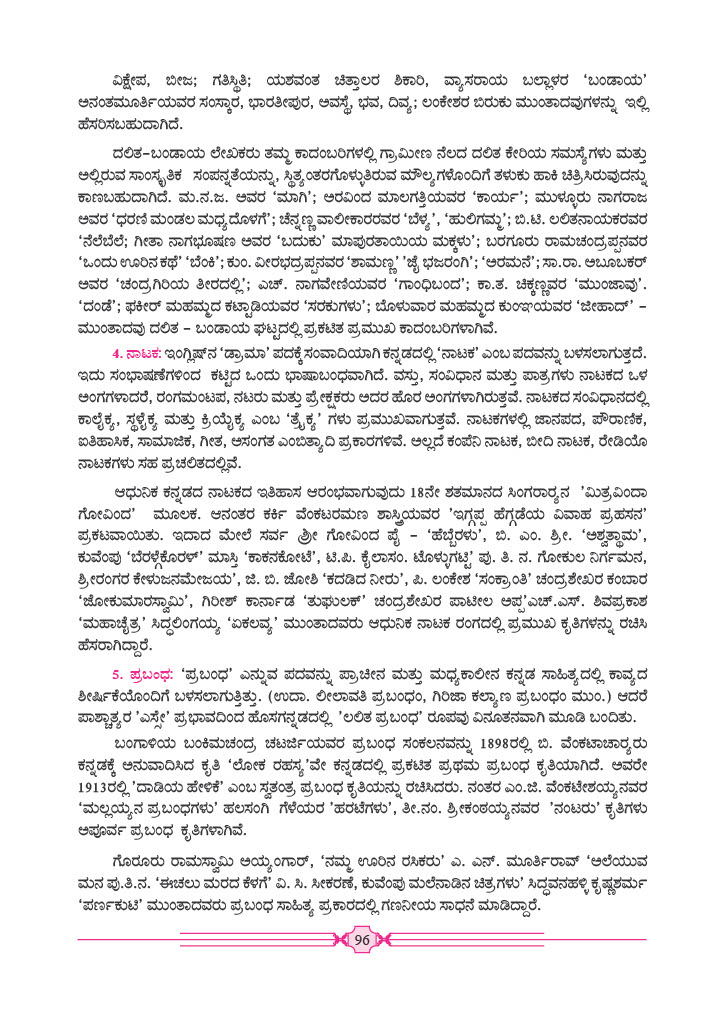 ವಿಕ್ಷೇಪ, ಬೀಜ; ಗತಿಸ್ಥಿತಿ; ಯಶವಂತ ಚಿತ್ತಾಲರ ಶಿಕಾರಿ, ವ್ಯಾಸರಾಯ ಬಲ್ಲಾಳರ ‘ಬಂಡಾಯ’
ಅನಂತಮೂರ್ತಿಯವರ ಸಂಸ್ಕಾರ, ಭಾರತೀಪುರ, ಅವಸ್ಥೆ, ಭವ, ದಿವ್ಯ; ಲಂಕೇಶರ ಬಿರುಕು ಮುಂತಾದವುಗಳನ್ನು ಇಲ್ಲಿ
ಹೆಸರಿಸಬಹುದಾಗಿದೆ.
ದಲಿತ–ಬಂಡಾಯ ಲೇಖಕರು ತಮ್ಮ ಕಾದಂಬರಿಗಳಲ್ಲಿ ಗ್ರಾಮೀಣ ನೆಲದ ದಲಿತ ಕೇರಿಯ ಸಮಸ್ಯೆಗಳು ಮತ್ತು
ಅಲ್ಲಿರುವ ಸಾಂಸ್ಕೃತಿಕ ಸಂಪನ್ನತೆಯನ್ನು, ಸ್ಥಿತ್ಯಂತರಗೊಳ್ಳುತಿರುವ ಮೌಲ್ಯಗಳೊಂದಿಗೆ ತಳುಕು ಹಾಕಿ ಚಿತ್ರಿಸಿರುವುದನ್ನು
ಕಾಣಬಹುದಾಗಿದೆ. ಮ.ನ.ಜ. ಅವರ ‘ಮಾಗಿ’; ಅರವಿಂದ ಮಾಲಗತ್ತಿಯವರ ‘ಕಾರ್ಯ’; ಮುಳ್ಳೂರು ನಾಗರಾಜ
ಅವರ ‘ಧರಣಿ ಮಂಡಲ ಮಧ್ಯದೊಳಗೆ’; ಚೆನ್ನಣ್ಣ ವಾಲೀಕಾರರವರ ‘ಬೆಳ್ಯ’, ‘ಹುಲಿಗಮ್ಮ’; ಬಿ.ಟಿ. ಲಲಿತನಾಯಕರವರ
‘ನೆಲೆಬೆಲೆ; ಗೀತಾ ನಾಗಭೂಷಣ ಅವರ ‘ಬದುಕು’ ಮಾಪುರತಾಯಿಯ ಮಕ್ಕಳು’; ಬರಗೂರು ರಾಮಚಂದ್ರಪ್ಪನವರ
‘ಒಂದು ಊರಿನ ಕಥೆ’ ‘ಬೆಂಕಿ’; ಕುಂ. ವೀರಭದ್ರಪ್ಪನವರ ‘ಶಾಮಣ್ಣ’ ’ಜೈ ಭಜರಂಗಿ’; ‘ಅರಮನೆ’; ಸಾ.ರಾ. ಅಬೂಬಕರ್
ಅವರ ‘ಚಂದ್ರಗಿರಿಯ ತೀರದಲ್ಲಿ’; ಎಚ್. ನಾಗವೇಣಿಯವರ ‘ಗಾಂಧಿಬಂದ’; ಕಾ.ತ. ಚಿಕ್ಕಣ್ಣವರ ‘ಮುಂಜಾವು’.
‘ದಂಡೆ’; ಫಕೀರ್ ಮಹಮ್ಮದ ಕಟ್ಟಾಡಿಯವರ ‘ಸರಕುಗಳು’; ಬೊಳುವಾರ ಮಹಮ್ಮದ ಕುಂಞಯವರ ‘ಜೀಹಾದ್’ –
ಮುಂತಾದವು ದಲಿತ – ಬಂಡಾಯ ಘಟ್ಟದಲ್ಲಿ ಪ್ರಕಟಿತ ಪ್ರಮುಖ ಕಾದಂಬರಿಗಳಾಗಿವೆ.
4. ನಾಟಕ: ಇಂಗ್ಲಿಷ್‌ನ ‘ಡ್ರಾಮಾ’ ಪದಕ್ಕೆ ಸಂವಾದಿಯಾಗಿ ಕನ್ನಡದಲ್ಲಿ ‘ನಾಟಕ’ ಎಂಬ ಪದವನ್ನು ಬಳಸಲಾಗುತ್ತದೆ.
ಇದು ಸಂಭಾಷಣೆಗಳಿಂದ ಕಟ್ಟಿದ ಒಂದು ಭಾಷಾಬಂಧವಾಗಿದೆ. ವಸ್ತು, ಸಂವಿಧಾನ ಮತ್ತು ಪಾತ್ರಗಳು ನಾಟಕದ ಒಳ
ಅಂಗಗಳಾದರೆ, ರಂಗಮಂಟಪ, ನಟರು ಮತ್ತು ಪ್ರೇಕ್ಷಕರು ಅದರ ಹೊರ ಅಂಗಗಳಾಗಿರುತ್ತವೆ. ನಾಟಕದ ಸಂವಿಧಾನದಲ್ಲಿ
ಕಾಲೈಕ್ಯ, ಸ್ಥಳೈಕ್ಯ ಮತ್ತು ಕ್ರಿಯೈಕ್ಯ ಎಂಬ ‘ತ್ರೈಕ್ಯ’ ಗಳು ಪ್ರಮುಖವಾಗುತ್ತವೆ. ನಾಟಕಗಳಲ್ಲಿ ಜಾನಪದ, ಪೌರಾಣಿಕ,
ಐತಿಹಾಸಿಕ, ಸಾಮಾಜಿಕ, ಗೀತ, ಅಸಂಗತ ಎಂಬಿತ್ಯಾದಿ ಪ್ರಕಾರಗಳಿವೆ. ಅಲ್ಲದೆ ಕಂಪೆನಿ ನಾಟಕ, ಬೀದಿ ನಾಟಕ, ರೇಡಿಯೊ
ನಾಟಕಗಳು ಸಹ ಪ್ರಚಲಿತದಲ್ಲಿವೆ.
ಆಧುನಿಕ ಕನ್ನಡದ ನಾಟಕದ ಇತಿಹಾಸ ಆರಂಭವಾಗುವುದು 18ನೇ ಶತಮಾನದ ಸಿಂಗರಾರ‍್ಯನ ’ಮಿತ್ರವಿಂದಾ
ಗೋವಿಂದ’ ಮೂಲಕ. ಆನಂತರ ಕರ್ಕಿ ವೆಂಕಟರಮಣ ಶಾಸ್ತ್ರಿಯವರ ’ಇಗ್ಗಪ್ಪ ಹೆಗ್ಗಡೆಯ ವಿವಾಹ ಪ್ರಹಸನ’
ಪ್ರಕಟವಾಯಿತು. ಇದಾದ ಮೇಲೆ ಸರ್ವ ಶ್ರೀ ಗೋವಿಂದ ಪೈ – ‘ಹೆಬ್ಬೆರಳು’, ಬಿ. ಎಂ. ಶ್ರೀ. ‘ಅಶ್ವತ್ಥಾಮ’,
ಕುವೆಂಪು ‘ಬೆರಳ್ಗೆಕೊರಳ್’ ಮಾಸ್ತಿ ‘ಕಾಕನಕೋಟೆ’, ಟಿ.ಪಿ. ಕೈಲಾಸಂ. ಟೊಳ್ಳುಗಟ್ಟಿ’ ಪು. ತಿ. ನ. ಗೋಕುಲ ನಿರ್ಗಮನ,
ಶ್ರೀರಂಗರ ಕೇಳುಜನಮೇಜಯ’, ಜಿ. ಬಿ. ಜೋಶಿ ‘ಕದಡಿದ ನೀರು’, ಪಿ. ಲಂಕೇಶ ‘ಸಂಕ್ರಾಂತಿ’ ಚಂದ್ರಶೇಖರ ಕಂಬಾರ
‘ಜೋಕುಮಾರಸ್ವಾಮಿ’, ಗಿರೀಶ್ ಕಾರ್ನಾಡ ‘ತುಘಲಕ್’ ಚಂದ್ರಶೇಖರ ಪಾಟೀಲ ಅಪ್ಪ’ಎಚ್.ಎಸ್. ಶಿವಪ್ರಕಾಶ
‘ಮಹಾಚೈತ್ರ’ ಸಿದ್ಧಲಿಂಗಯ್ಯ ‘ಏಕಲವ್ಯ’ ಮುಂತಾದವರು ಆಧುನಿಕ ನಾಟಕ ರಂಗದಲ್ಲಿ ಪ್ರಮುಖ ಕೃತಿಗಳನ್ನು ರಚಿಸಿ
ಹೆಸರಾಗಿದ್ದಾರೆ.
5. ಪ್ರಬಂಧ: ‘ಪ್ರಬಂಧ’ ಎನ್ನುವ ಪದವನ್ನು ಪ್ರಾಚೀನ ಮತ್ತು ಮಧ್ಯಕಾಲೀನ ಕನ್ನಡ ಸಾಹಿತ್ಯದಲ್ಲಿ ಕಾವ್ಯದ
ಶೀರ್ಷಿಕೆಯೊಂದಿಗೆ ಬಳಸಲಾಗುತ್ತಿತ್ತು. (ಉದಾ. ಲೀಲಾವತಿ ಪ್ರಬಂಧಂ, ಗಿರಿಜಾ ಕಲ್ಯಾಣ ಪ್ರಬಂಧಂ ಮುಂ.) ಆದರೆ
ಪಾಶ್ಚಾತ್ಯರ ’ಎಸ್ಸೇ’ ಪ್ರಭಾವದಿಂದ ಹೊಸಗನ್ನಡದಲ್ಲಿ ’ಲಲಿತ ಪ್ರಬಂಧ’ ರೂಪವು ವಿನೂತನವಾಗಿ ಮೂಡಿ ಬಂದಿತು.
ಬಂಗಾಳಿಯ ಬಂಕಿಮಚಂದ್ರ ಚಟರ್ಜಿಯವರ ಪ್ರಬಂಧ ಸಂಕಲನವನ್ನು 1898ರಲ್ಲಿ ಬಿ. ವೆಂಕಟಾಚಾರ‍್ಯರು
ಕನ್ನಡಕ್ಕೆ ಅನುವಾದಿಸಿದ ಕೃತಿ ‘ಲೋಕ ರಹಸ್ಯ’ವೇ ಕನ್ನಡದಲ್ಲಿ ಪ್ರಕಟಿತ ಪ್ರಥಮ ಪ್ರಬಂಧ ಕೃತಿಯಾಗಿದೆ. ಅವರೇ
1913ರಲ್ಲಿ ’ದಾಡಿಯ ಹೇಳಿಕೆ’ ಎಂಬ ಸ್ವತಂತ್ರ ಪ್ರಬಂಧ ಕೃತಿಯನ್ನು ರಚಿಸಿದರು. ನಂತರ ಎಂ.ಜಿ. ವೆಂಕಟೇಶಯ್ಯನವರ
‘ಮಲ್ಲಯ್ಯನ ಪ್ರಬಂಧಗಳು’ ಹಲಸಂಗಿ ಗೆಳೆಯರ ’ಹರಟೆಗಳು’, ತೀ.ನಂ. ಶ್ರೀಕಂಠಯ್ಯನವರ ’ನಂಟರು’ ಕೃತಿಗಳು
ಅಪೂರ್ವ ಪ್ರಬಂಧ ಕೃತಿಗಳಾಗಿವೆ.
ಗೊರೂರು ರಾಮಸ್ವಾಮಿ ಅಯ್ಯಂಗಾರ್, ‘ನಮ್ಮ ಊರಿನ ರಸಿಕರು’ ಎ. ಎನ್. ಮೂರ್ತಿರಾವ್ ‘ಅಲೆಯುವ
ಮನ ಪು.ತಿ.ನ. ‘ಈಚಲು ಮರದ ಕೆಳಗೆ’ ವಿ. ಸಿ. ಸೀಕರಣೆ, ಕುವೆಂಪು ಮಲೆನಾಡಿನ ಚಿತ್ರಗಳು’ ಸಿದ್ಧವನಹಳ್ಳಿ ಕೃಷ್ಣಶರ್ಮ
‘ಪರ್ಣಕುಟಿ’ ಮುಂತಾದವರು ಪ್ರಬಂಧ ಸಾಹಿತ್ಯ ಪ್ರಕಾರದಲ್ಲಿ ಗಣನೀಯ ಸಾಧನೆ ಮಾಡಿದ್ದಾರೆ.
96